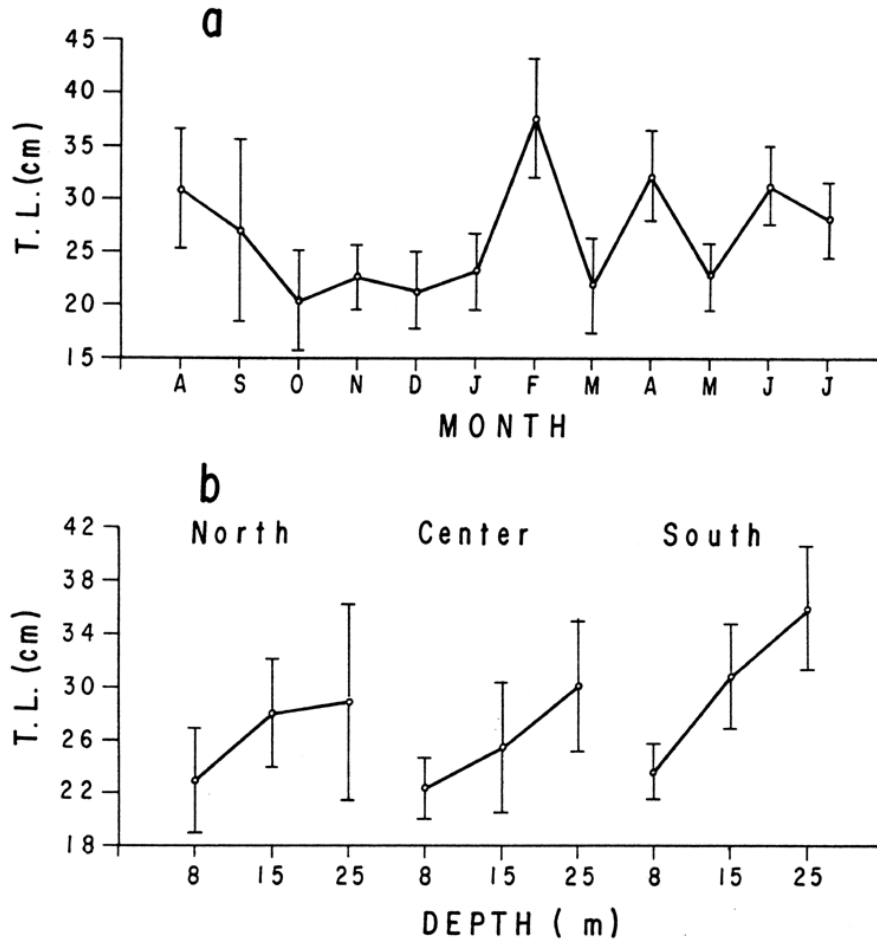 a
45
40
35
30
25
20
15
T. L. (cm)
A S O N D J F M A M J J
MONTH
b
North Center South
42
38
34
30
26
22
18
T. L. (cm)
8 15 25 8 15 25 8 15 25
DEPTH ( m)